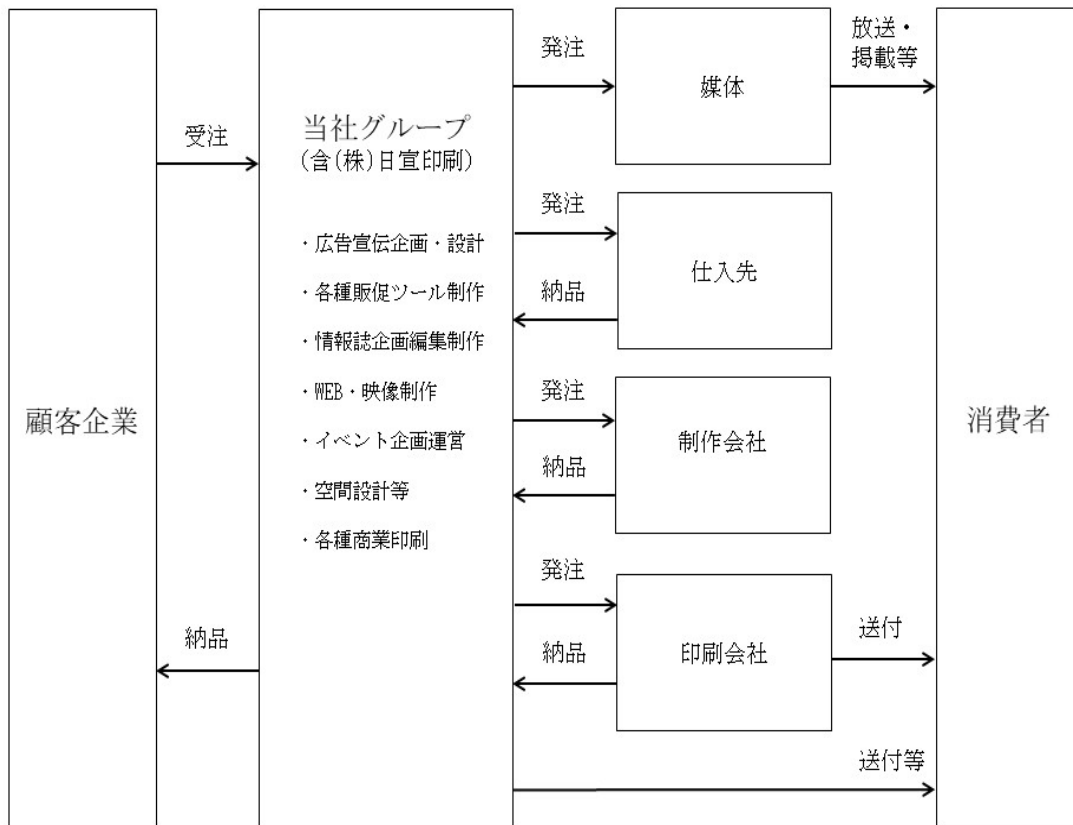 顧客企業
受注
納品
当社グループ
(含(株)日宣印刷)
・広告宣伝企画・設計
・各種販促ツール制作
・情報誌企画編集制作
・WEB・映像制作
・イベント企画運営
・空間設計等
・各種商業印刷
発注
媒体
放送・
掲載等
発注
納品
仕入先
発注
納品
制作会社
発注
納品
印刷会社
送付
送付等
消費者